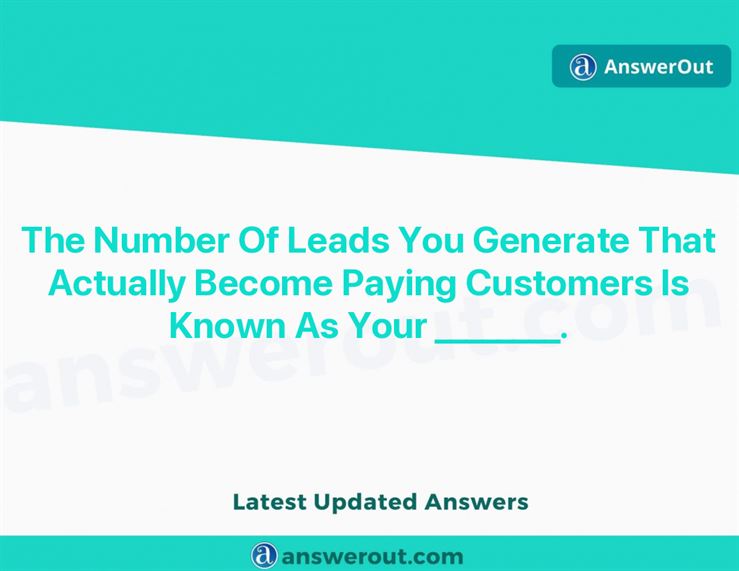 AnswerOut
The Number Of Leads You Generate That
Actually Become Paying Customers Is
Known As Your ________.
answerout.com
Latest Updated Answers
answerout.com